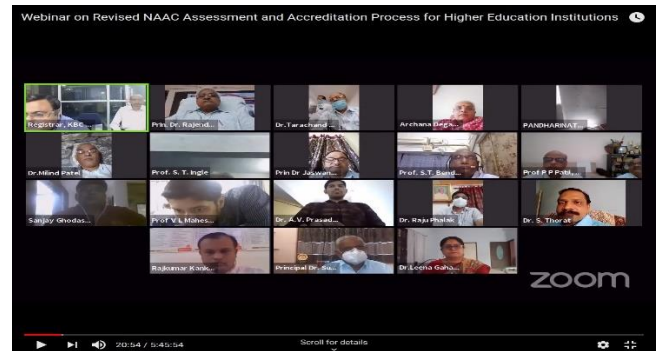 Webinar on Revised NAAC Assessment and Accreditation Process for Higher Education Institutions
Registrar, KBC ...
Prin. Dr. Rajend...
Dr.Tarachand ...
Archana Dega...
PANDHARINAT...
Dr.Milind Patel
Prof. S. T. Ingle
Prin Dr Jaswan...
Prof. S.T. Bend...
Prof P P Patil,...
Sanjay Ghodas...
Prof V L Mahes...
Dr. A.V. Prasad...
Dr. Raju Phalak
Dr. S. Thorat
Rajkumar Kank...
Principal Dr. Su...
Dr.Leena Gaha...
zoom
20:54 / 5:45:54
Scroll for details